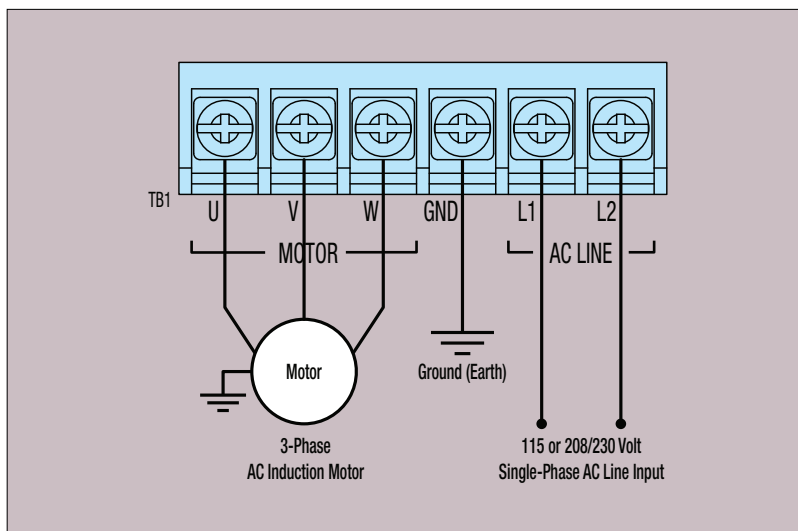 TB1
U V W GND L1 L2
MOTOR AC LINE
Motor
Ground (Earth)
3-Phase
AC Induction Motor
115 or 208/230 Volt
Single-Phase AC Line Input